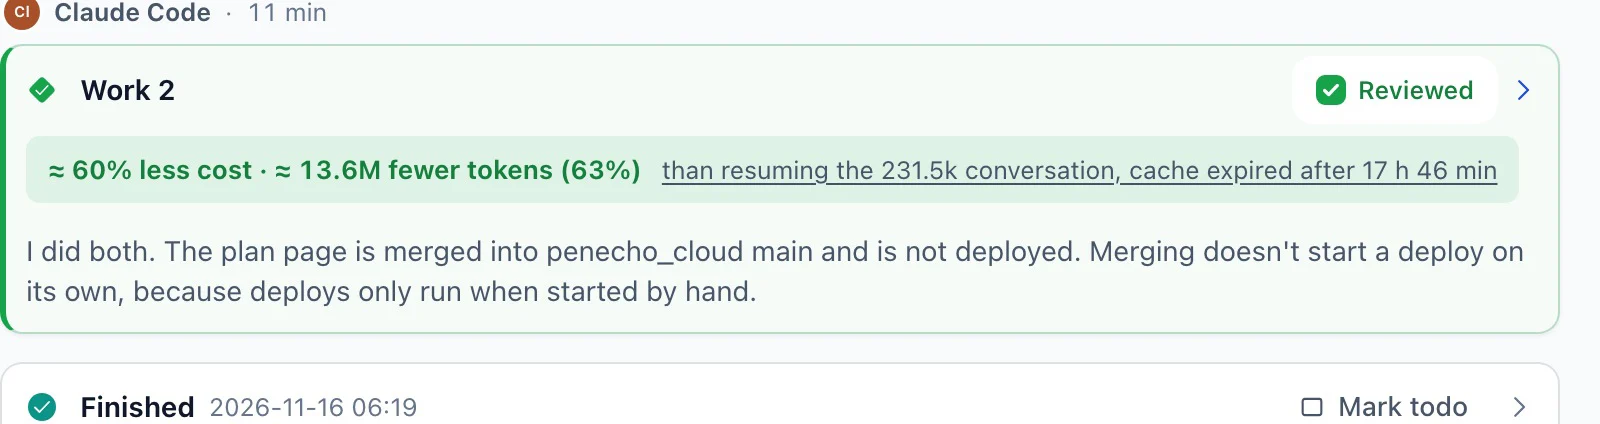 CI Claude Code · 11 min
Work 2
Reviewed
≈ 60% less cost · ≈ 13.6M fewer tokens (63%) than resuming the 231.5k conversation, cache expired after 17 h 46 min
I did both. The plan page is merged into penecho_cloud main and is not deployed. Merging doesn't start a deploy on
its own, because deploys only run when started by hand.
Finished 2026-11-16 06:19
Mark todo